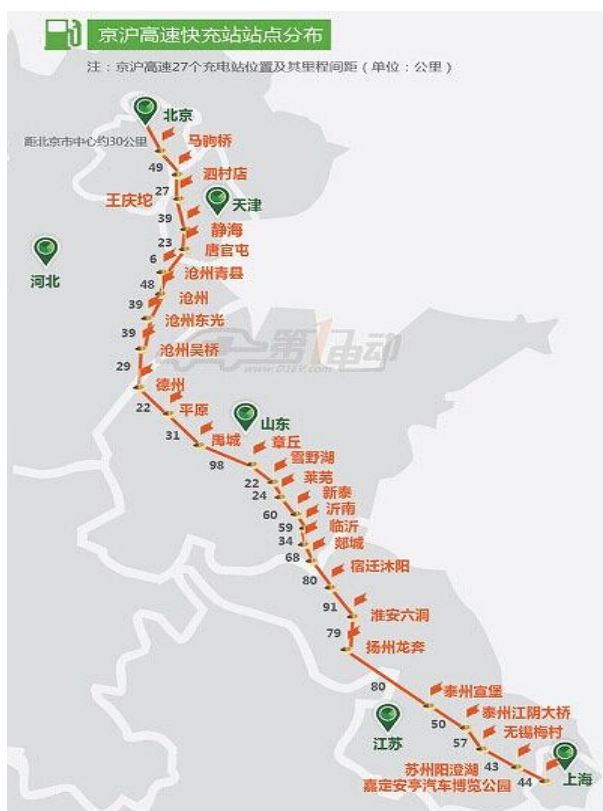 京沪高速快充站站点分布
注：京沪高速27个充电站位置及其里程间距（单位：公里）
北京
距北京市中心约30公里
马驹桥
49
泗村店
27
王庆坨
天津
39
静海
23
唐官屯
6
河北
沧州青县
48
沧州
39
沧州东光
39
沧州吴桥
第1电动
www.D1EV.com
29
德州
22
平原
山东
31
禹城
章丘
98
雪野湖
22
莱芜
24
新泰
60
沂南
59
临沂
34
郯城
68
宿迁沭阳
80
91
淮安六洞
79
扬州龙奔
80
泰州宣堡
50
泰州江阴大桥
江苏
57
无锡梅村
43
苏州阳澄湖
上海
44
嘉定安亭汽车博览公园